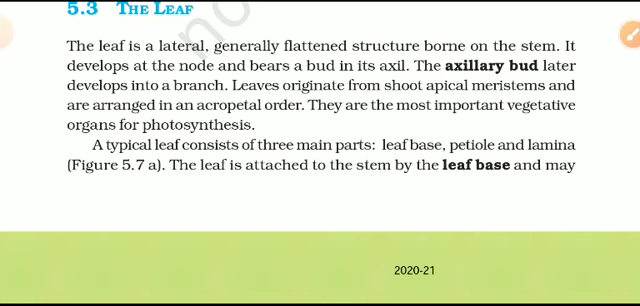 5.3 THE LEAF
no
The leaf is a lateral, generally flattened structure borne on the stem. It
develops at the node and bears a bud in its axil. The axillary bud later
develops into a branch. Leaves originate from shoot apical meristems and
are arranged in an acropetal order. They are the most important vegetative
organs for photosynthesis.
A typical leaf consists of three main parts: leaf base, petiole and lamina
(Figure 5.7 a). The leaf is attached to the stem by the leaf base and may
2020-21